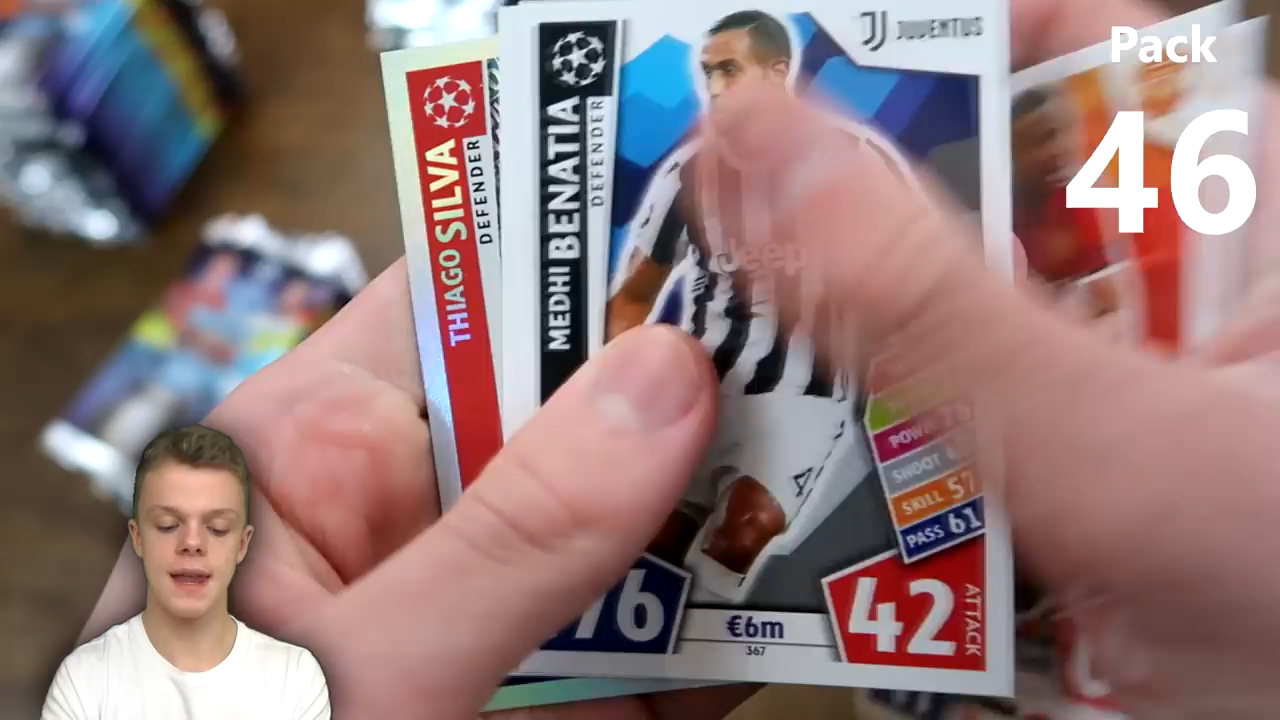 Pack
46
JUVENTUS
MEDHI BENATIA
DEFENDER
THIAGO SILVA
DEFENDER
Jeep
SHOOT
SKILL 57
PASS 61
76
€6m
367
42
ATTACK